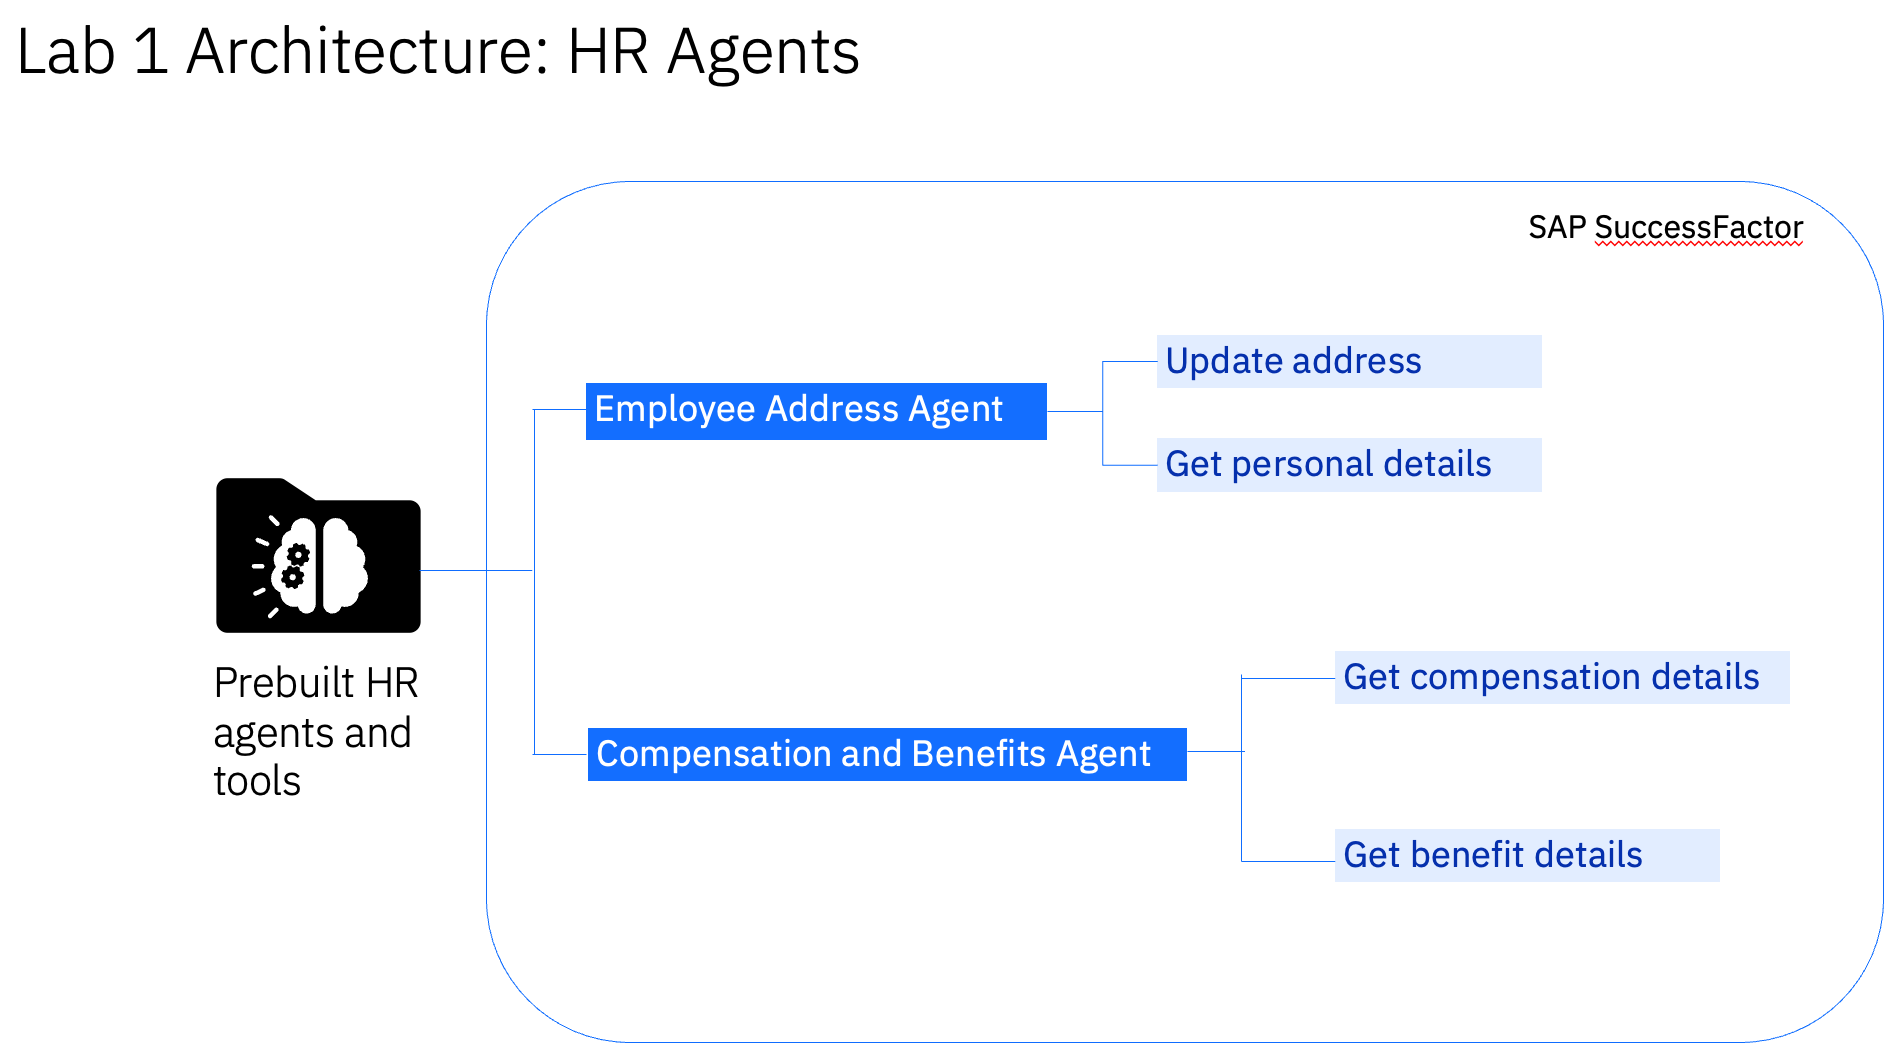 Lab 1 Architecture: HR Agents
SAP SuccessFactor
Update address
Employee Address Agent
Get personal details
Prebuilt HR
agents and
tools
Get compensation details
Compensation and Benefits Agent
Get benefit details